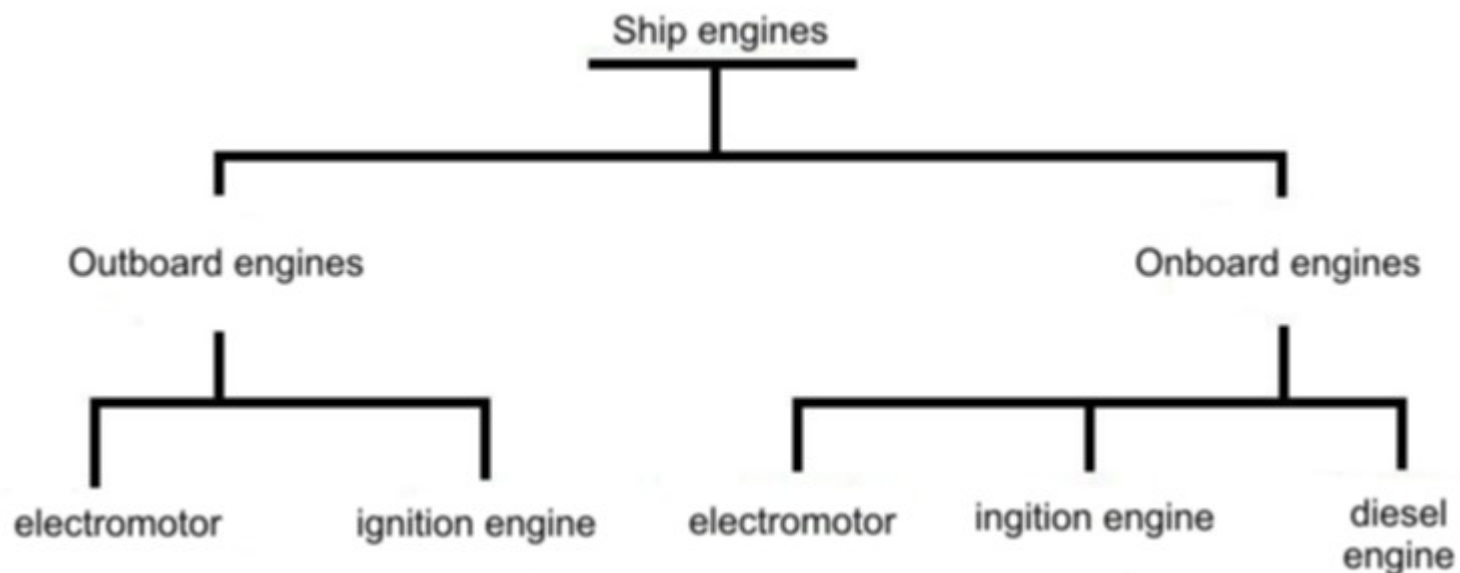 Ship engines
Outboard engines
Onboard engines
electromotor
ignition engine
electromotor
ingition engine
diesel
engine